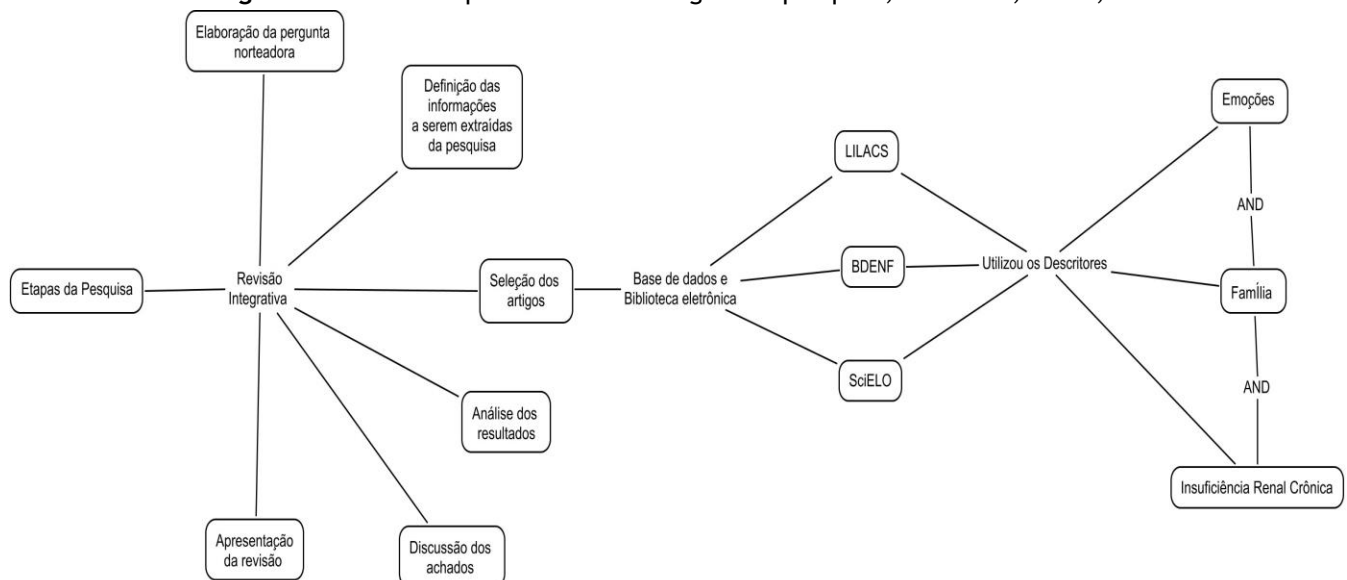 Elaboração da pergunta
norteadora
Definição das
informações
a serem extraídas
da pesquisa
Etapas da Pesquisa
Revisão
Integrativa
Seleção dos
artigos
Análise dos
resultados
Apresentação
da revisão
Discussão dos
achados
Base de dados e
Biblioteca eletrônica
LILACS
BDENF
SciELO
Utilizou os Descritores
Emoções
AND
Família
AND
Insuficiência Renal Crônica